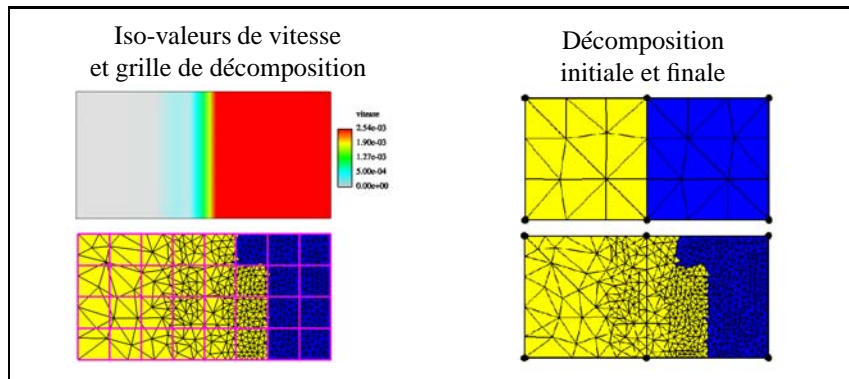 Iso-valeurs de vitesse
et grille de décomposition
vitesse
2.54e-03
1.90e-03
1.27e-03
5.00e-04
0.00e+00
Décomposition
initiale et finale